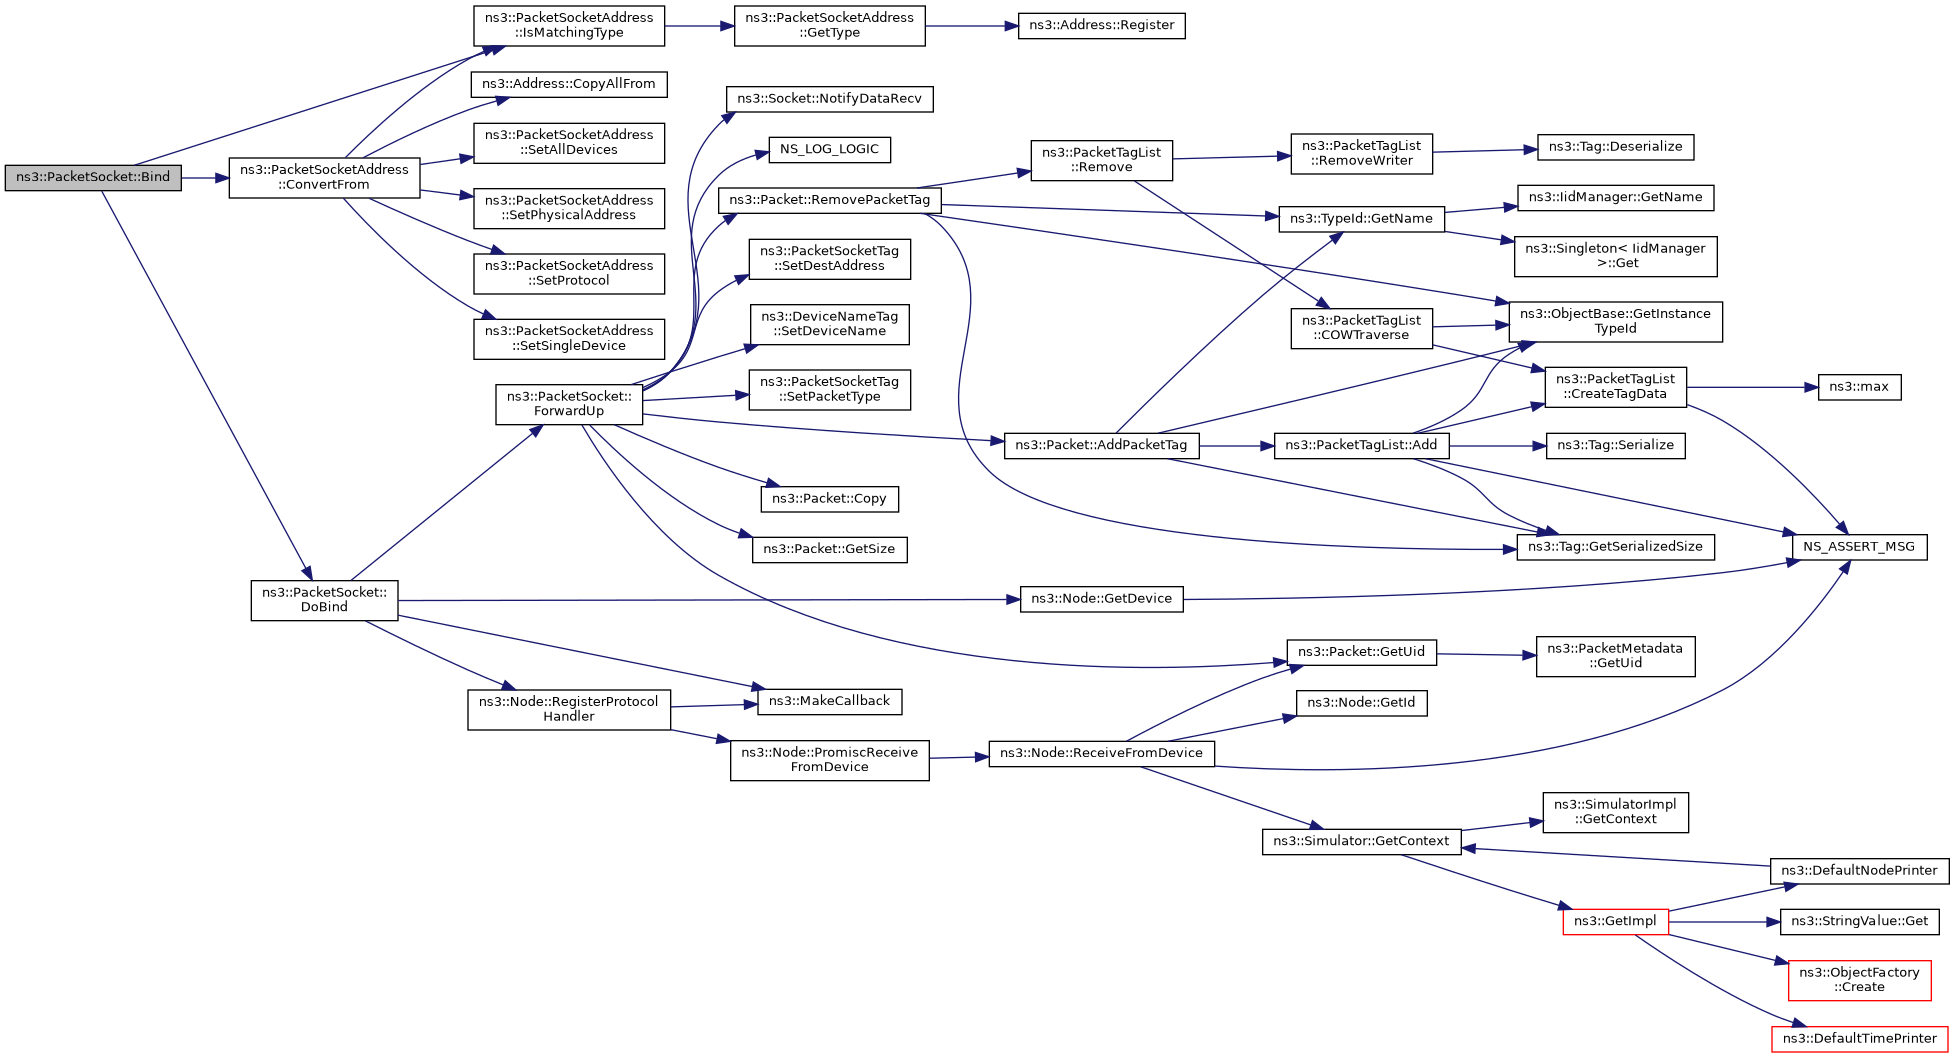 ns3::PacketSocket::Bind
ns3::PacketSocketAddress
::ConvertFrom
ns3::PacketSocket::
DoBind
ns3::PacketSocketAddress
::IsMatchingType
ns3::Address::CopyAllFrom
ns3::PacketSocketAddress
::SetAllDevices
ns3::PacketSocketAddress
::SetPhysicalAddress
ns3::PacketSocketAddress
::SetProtocol
ns3::PacketSocketAddress
::SetSingleDevice
ns3::PacketSocket::
ForwardUp
ns3::Node::RegisterProtocol
Handler
ns3::PacketSocketAddress
::GetType
ns3::Socket::NotifyDataRecv
NS_LOG_LOGIC
ns3::Packet::RemovePacketTag
ns3::PacketSocketTag
::SetDestAddress
ns3::DeviceNameTag
::SetDeviceName
ns3::PacketSocketTag
::SetPacketType
ns3::Packet::Copy
ns3::Packet::GetSize
ns3::MakeCallback
ns3::Node::PromiscReceive
FromDevice
ns3::Address::Register
ns3::PacketTagList
::Remove
ns3::Packet::AddPacketTag
ns3::Node::GetDevice
ns3::Node::ReceiveFromDevice
ns3::PacketTagList
::RemoveWriter
ns3::TypeId::GetName
ns3::PacketTagList
::COWTraverse
ns3::PacketTagList::Add
ns3::Packet::GetUid
ns3::Node::GetId
ns3::Simulator::GetContext
ns3::Tag::Deserialize
ns3::IidManager::GetName
ns3::Singleton< IidManager
>::Get
ns3::ObjectBase::GetInstance
TypeId
ns3::PacketTagList
::CreateTagData
ns3::Tag::Serialize
ns3::Tag::GetSerializedSize
ns3::PacketMetadata
::GetUid
ns3::SimulatorImpl
::GetContext
ns3::GetImpl
ns3::max
NS_ASSERT_MSG
ns3::DefaultNodePrinter
ns3::StringValue::Get
ns3::ObjectFactory
::Create
ns3::DefaultTimePrinter